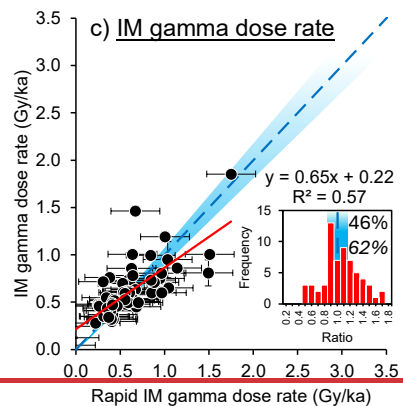 c) IM gamma dose rate
IM gamma dose rate (Gy/ka)
3.5
3.0
2.5
2.0
1.5
1.0
0.5
0.0
y = 0.65x + 0.22
R² = 0.57
Frequency
15
10
5
0
46%
62%
0.2
0.4
0.6
0.8
1.0
1.2
1.4
1.6
1.8
Ratio
0.0 0.5 1.0 1.5 2.0 2.5 3.0 3.5
Rapid IM gamma dose rate (Gy/ka)